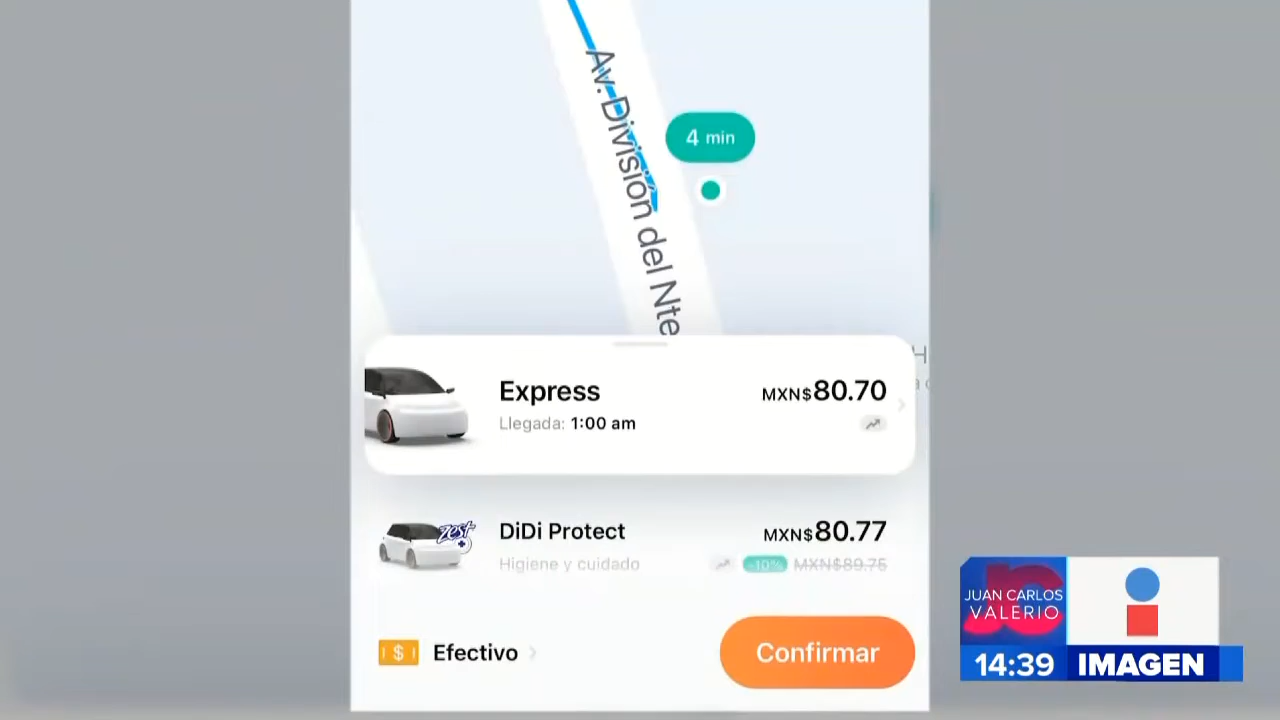 Av. División del Nte
4 min
Express
MXN$80.70
Llegada: 1:00 am
zest
DiDi Protect
MXN$80.77
Higiene y cuidado
-10% MXN$89.75
$ Efectivo
Confirmar
JUAN CARLOS
VALERIO
14:39 IMAGEN